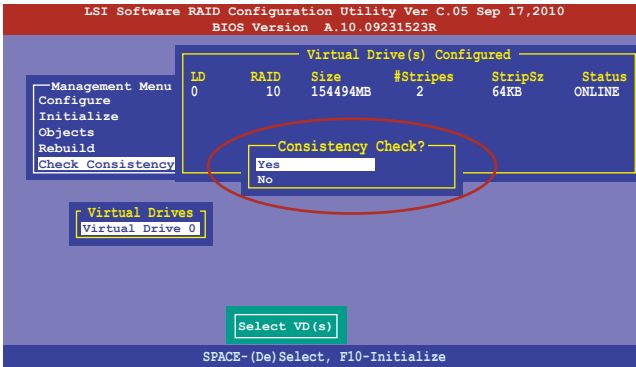 LSI Software RAID Configuration Utility Ver C.05 Sep 17,2010
BIOS Version A.10.09231523R
Virtual Drive(s) Configured
LD RAID Size #Stripes StripSz Status
0 10 154494MB 2 64KB ONLINE
Management Menu
Configure
Initialize
Objects
Rebuild
Check Consistency
Consistency Check?
Yes
No
Virtual Drives
Virtual Drive 0
Select VD(s)
SPACE-(De)Select, F10-Initialize